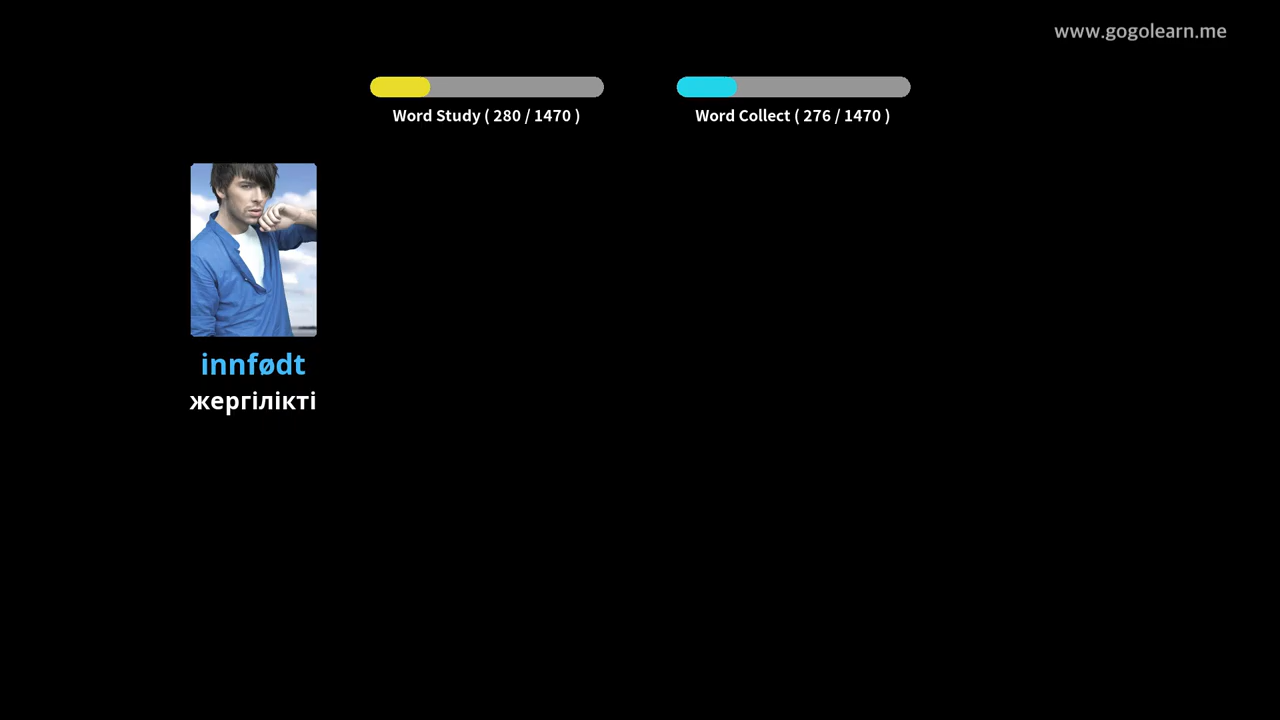 www.gogolearn.me
Word Study ( 280 / 1470 )
Word Collect ( 276 / 1470 )
innfødt
жергілікті